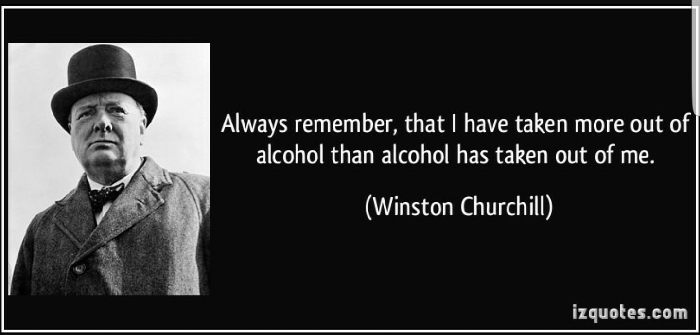 Always remember, that I have taken more out of
alcohol than alcohol has taken out of me.
(Winston Churchill)
izquotes.com